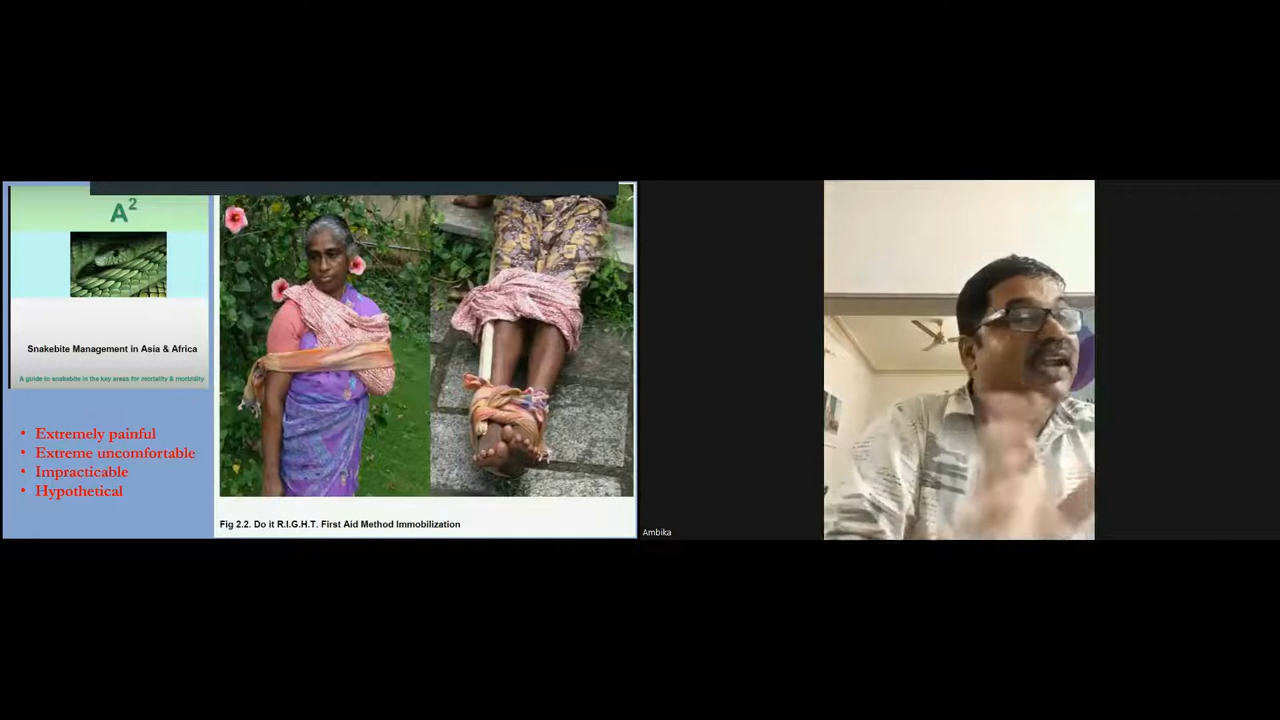 A²
Snakebite Management in Asia & Africa
A guide to snakebite in the key areas for mortality & morbidity
• Extremely painful
• Extreme uncomfortable
• Impracticable
• Hypothetical
Fig 2.2. Do it R.I.G.H.T. First Aid Method Immobilization
Ambika